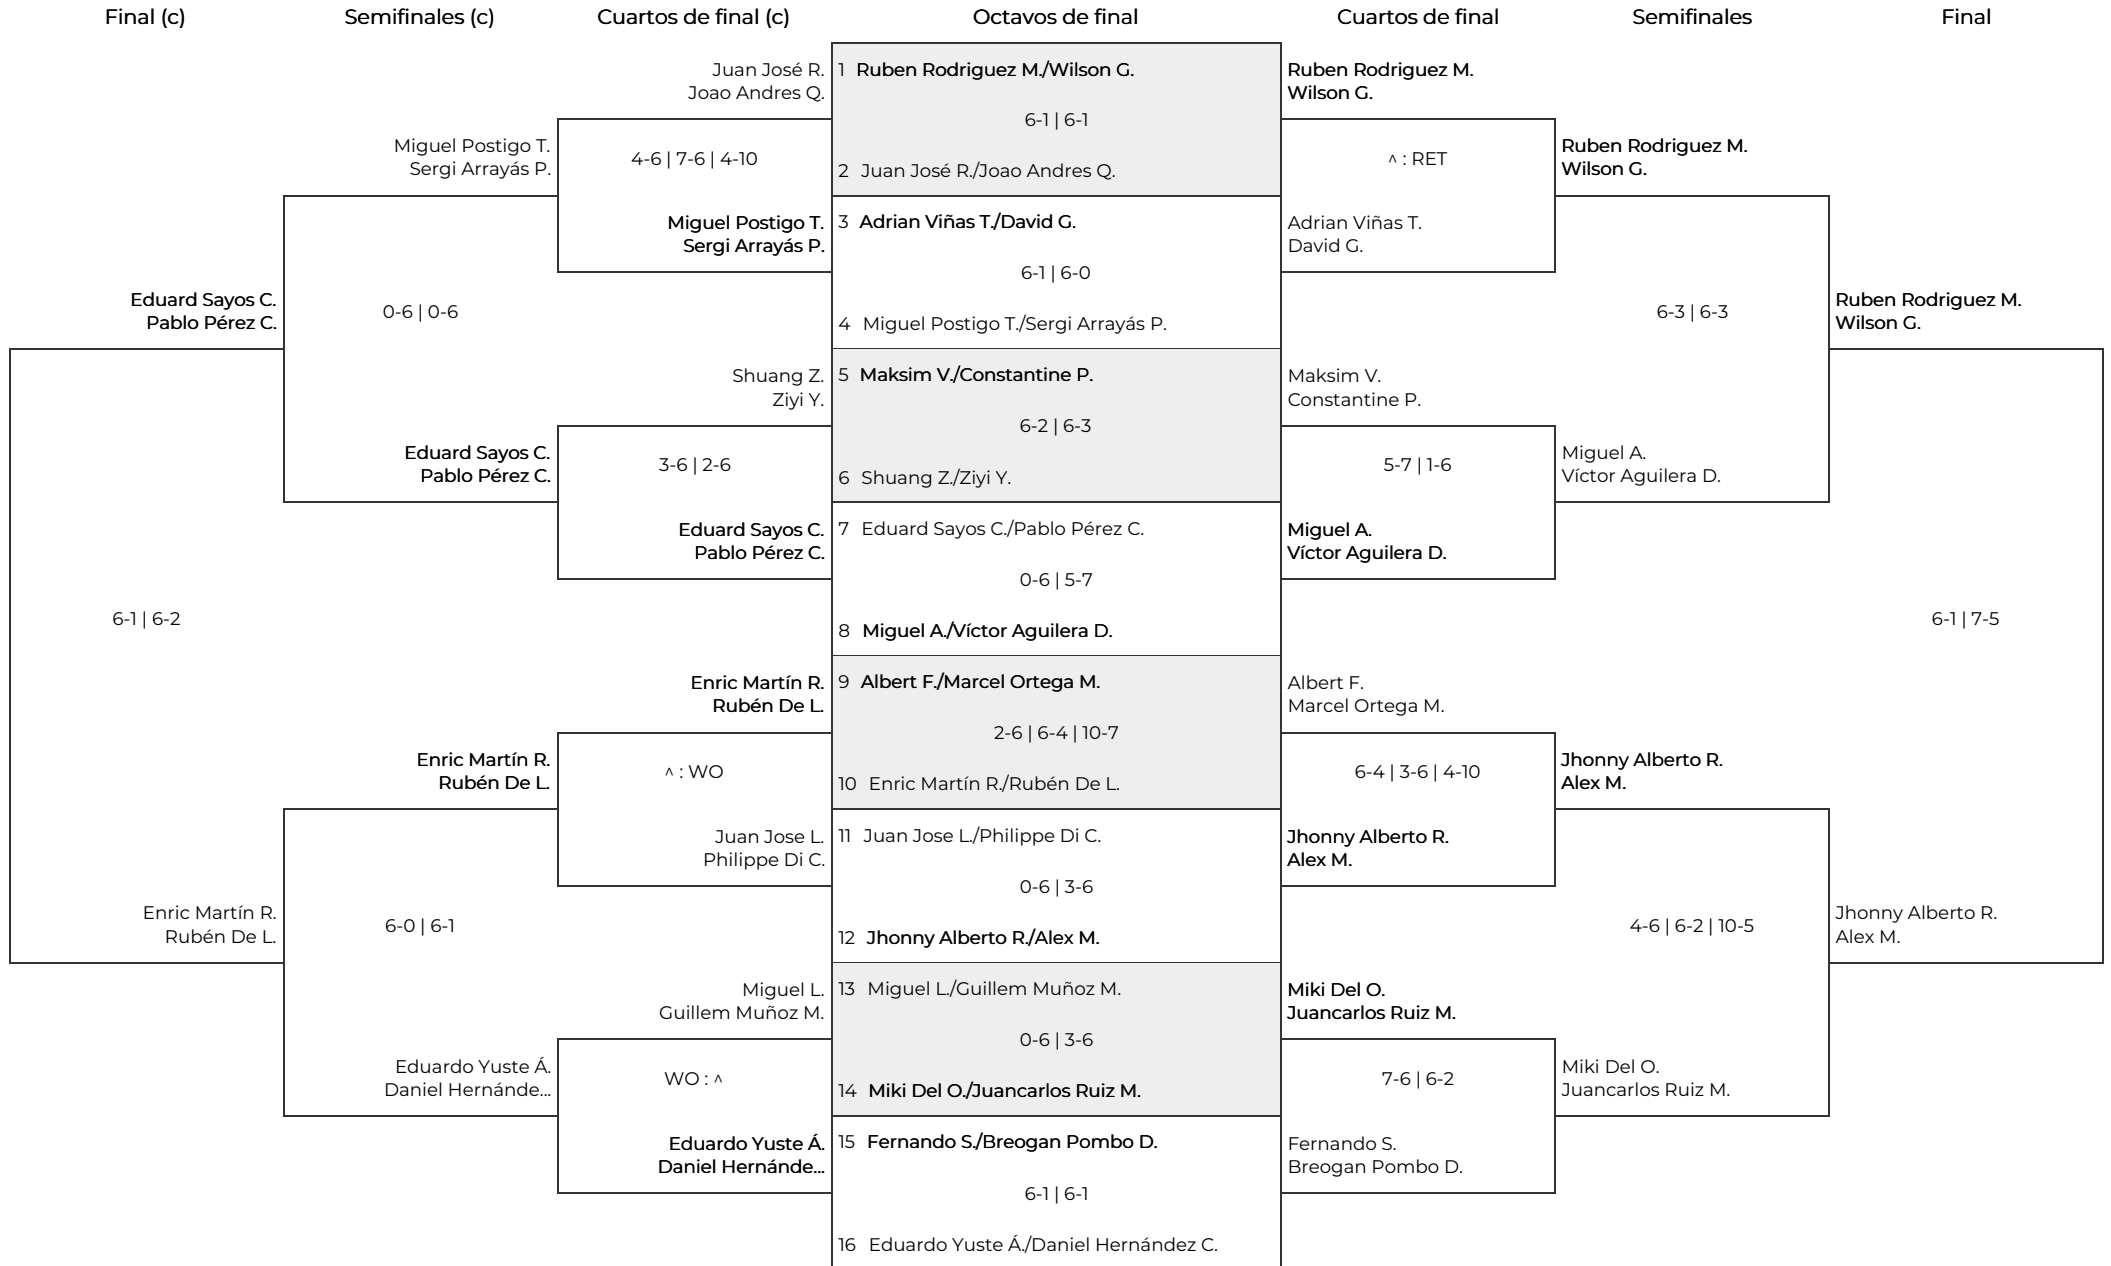 Final (c)
Semifinales (c)
Cuartos de final (c)
Octavos de final
Cuartos de final
Semifinales
Final
Eduard Sayos C.
Pablo Pérez C.
6-1 | 6-2
Enric Martín R.
Rubén De L.
Miguel Postigo T.
Sergi Arrayás P.
0-6 | 0-6
Eduard Sayos C.
Pablo Pérez C.
Enric Martín R.
Rubén De L.
6-0 | 6-1
Eduardo Yuste Á.
Daniel Hernánde...
Juan José R.
Joao Andres Q.
4-6 | 7-6 | 4-10
Miguel Postigo T.
Sergi Arrayás P.
Shuang Z.
Ziyi Y.
3-6 | 2-6
Eduard Sayos C.
Pablo Pérez C.
Enric Martín R.
Rubén De L.
^ : WO
Juan Jose L.
Philippe Di C.
Miguel L.
Guillem Muñoz M.
WO : ^
Eduardo Yuste Á.
Daniel Hernánde...
1 Ruben Rodriguez M./Wilson G.
6-1 | 6-1
2 Juan José R./Joao Andres Q.
3 Adrian Viñas T./David G.
6-1 | 6-0
4 Miguel Postigo T./Sergi Arrayás P.
5 Maksim V./Constantine P.
6-2 | 6-3
6 Shuang Z./Ziyi Y.
7 Eduard Sayos C./Pablo Pérez C.
0-6 | 5-7
8 Miguel A./Víctor Aguilera D.
9 Albert F./Marcel Ortega M.
2-6 | 6-4 | 10-7
10 Enric Martín R./Rubén De L.
11 Juan Jose L./Philippe Di C.
0-6 | 3-6
12 Jhonny Alberto R./Alex M.
13 Miguel L./Guillem Muñoz M.
0-6 | 3-6
14 Miki Del O./Juancarlos Ruiz M.
15 Fernando S./Breogan Pombo D.
6-1 | 6-1
16 Eduardo Yuste Á./Daniel Hernández C.
Ruben Rodriguez M.
Wilson G.
^ : RET
Adrian Viñas T.
David G.
Maksim V.
Constantine P.
5-7 | 1-6
Miguel A.
Víctor Aguilera D.
Albert F.
Marcel Ortega M.
6-4 | 3-6 | 4-10
Jhonny Alberto R.
Alex M.
Miki Del O.
Juancarlos Ruiz M.
7-6 | 6-2
Fernando S.
Breogan Pombo D.
Ruben Rodriguez M.
Wilson G.
6-3 | 6-3
Miguel A.
Víctor Aguilera D.
Jhonny Alberto R.
Alex M.
4-6 | 6-2 | 10-5
Miki Del O.
Juancarlos Ruiz M.
Ruben Rodriguez M.
Wilson G.
6-1 | 7-5
Jhonny Alberto R.
Alex M.